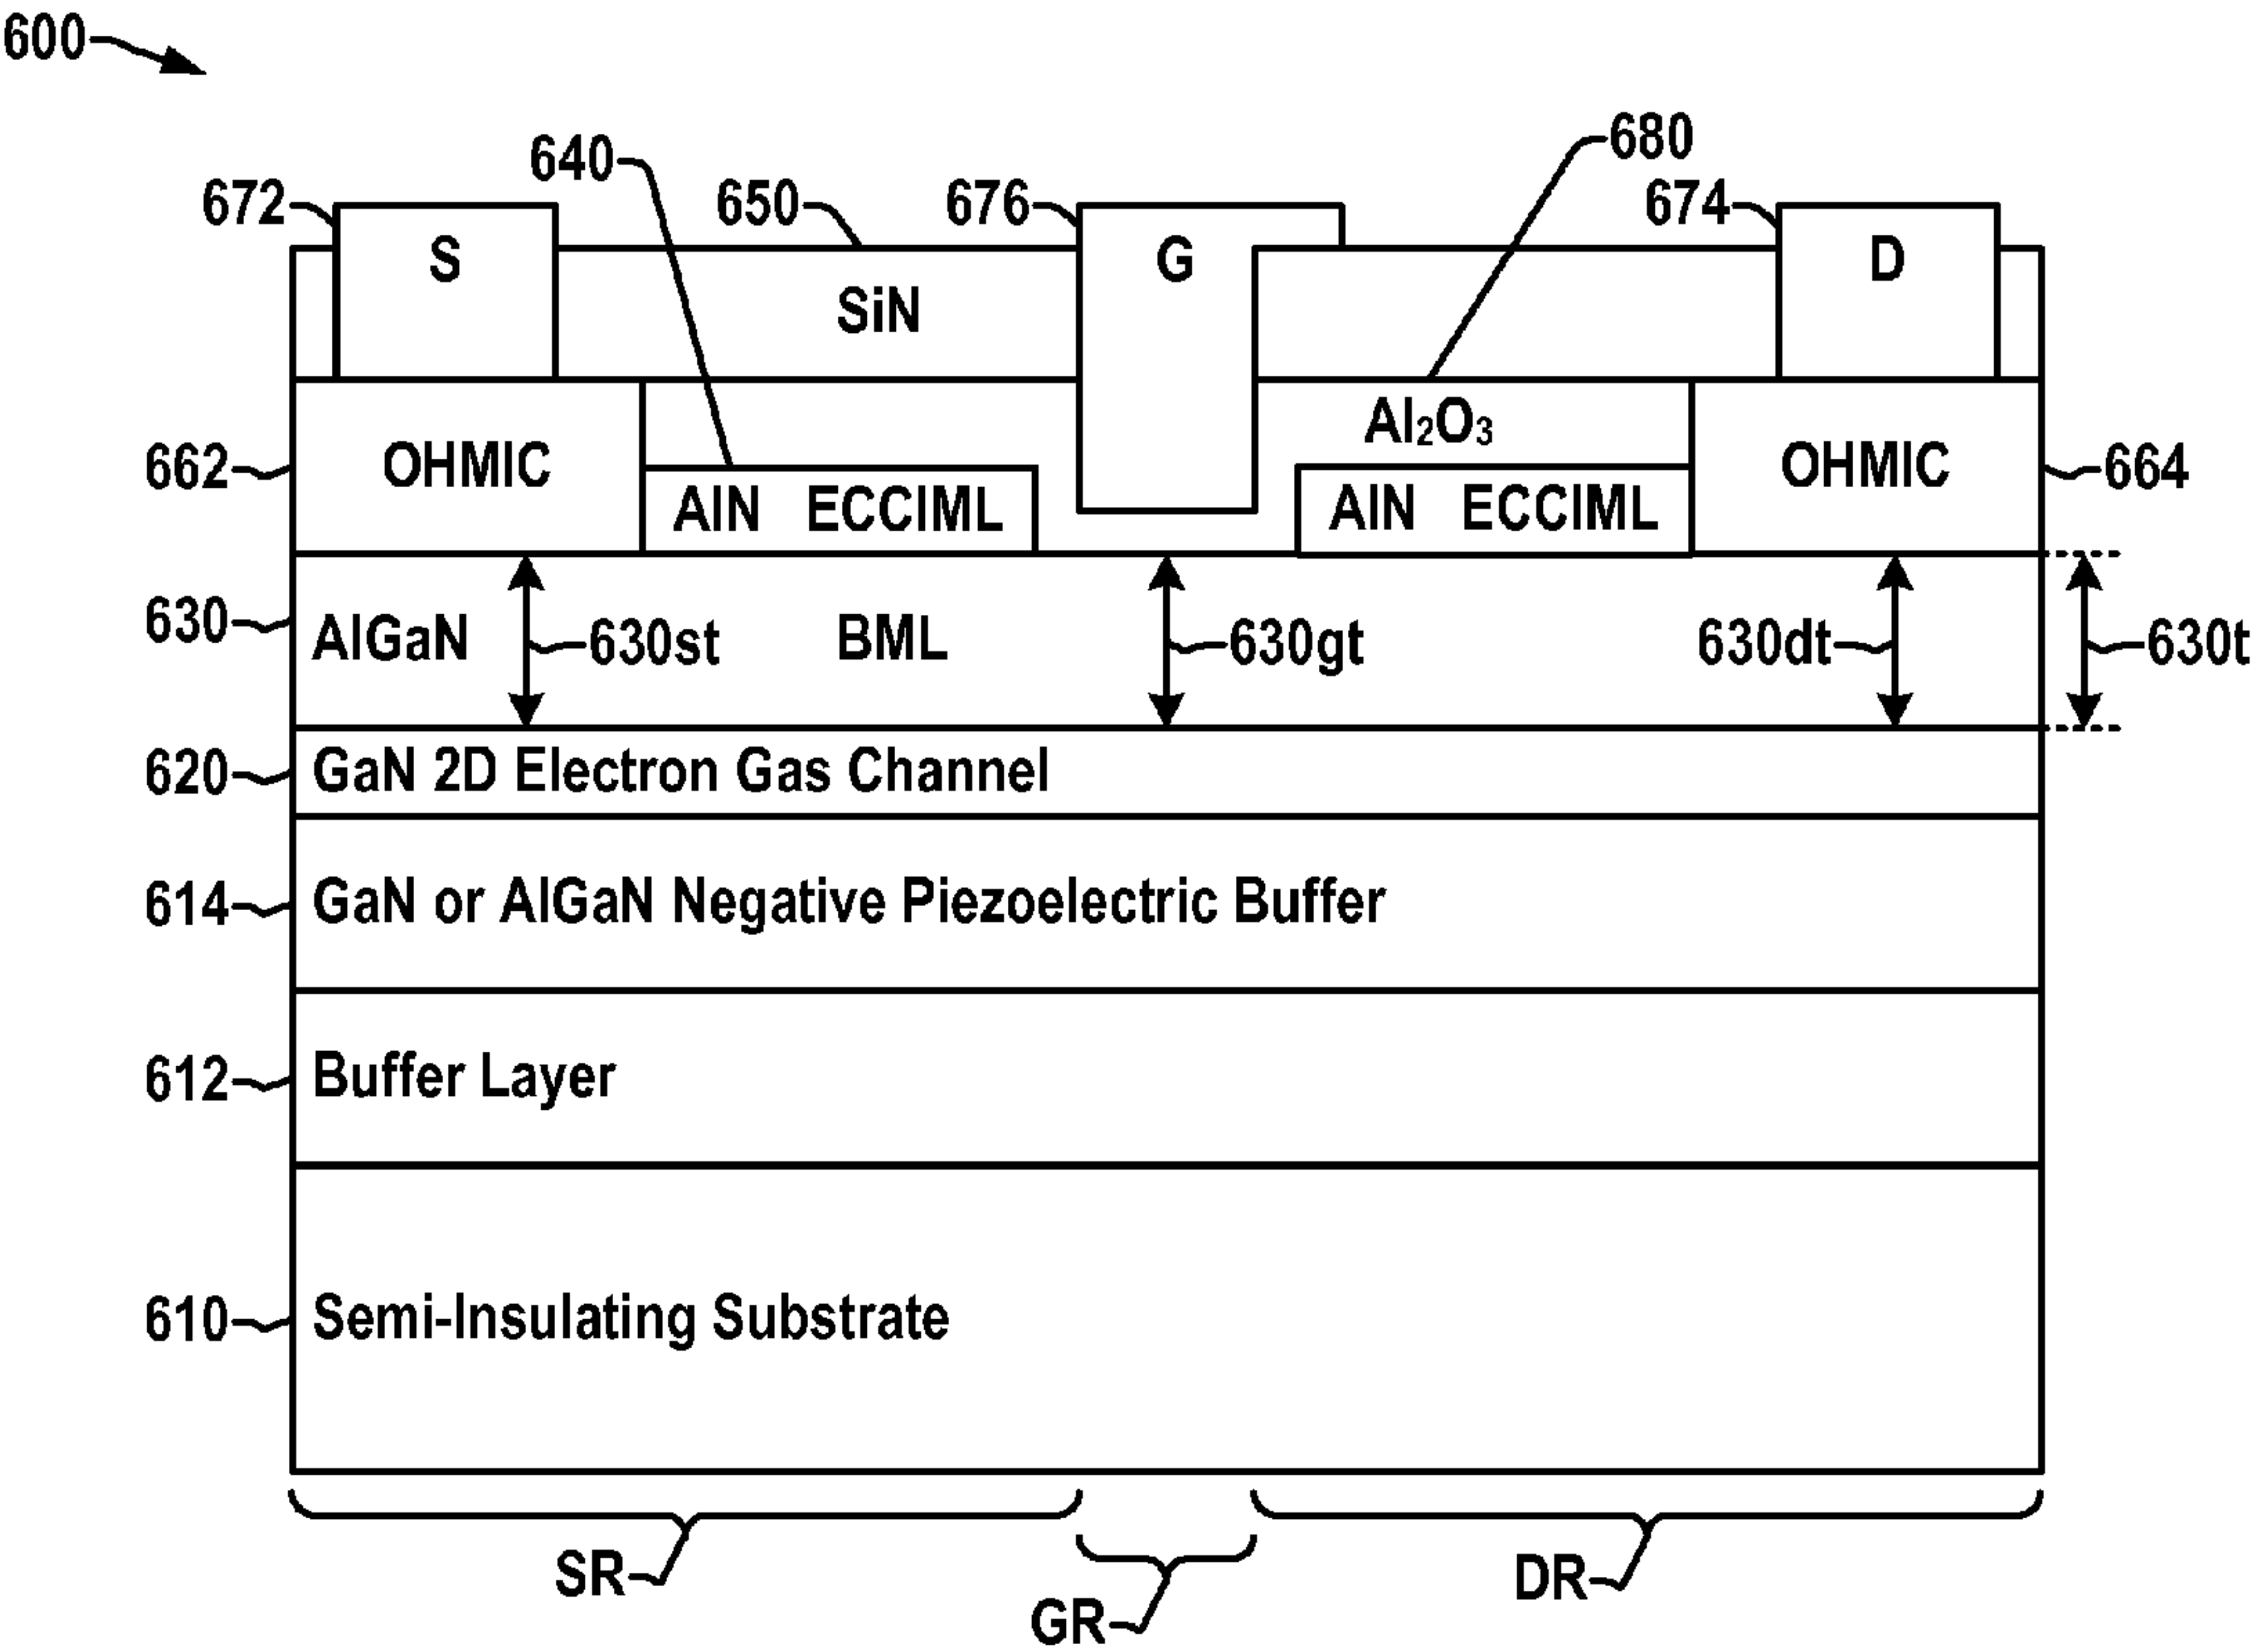 600
640
680
672
650
676
674
S
G
D
SiN
Al₂O₃
662
OHMIC
OHMIC
664
AlN ECCIML
AlN ECCIML
630
AlGaN
630st
BML
630gt
630dt
630t
620
GaN 2D Electron Gas Channel
614
GaN or AlGaN Negative Piezoelectric Buffer
612
Buffer Layer
610
Semi-Insulating Substrate
SR
GR
DR